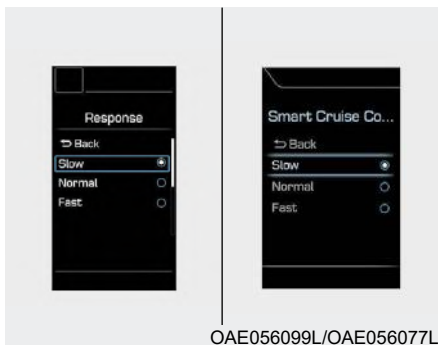 Response
Back
Slow
Normal
Fast
Smart Cruise Co...
Back
Slow
Normal
Fast
OAE056099L/OAE056077L